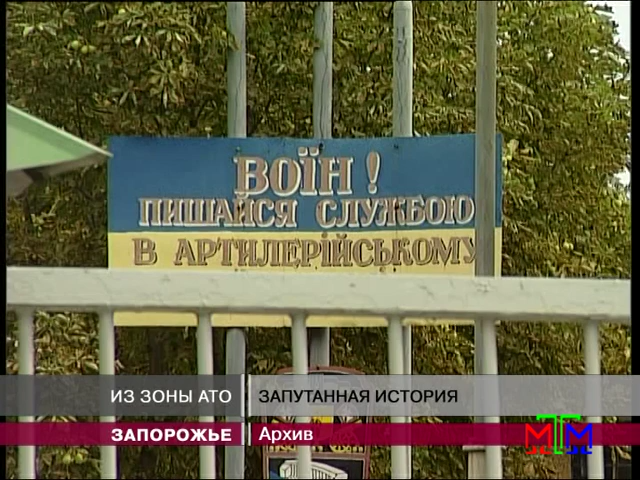 ВОЇН !
ПИШАЙСЯ СЛУЖБОЮ
В АРТИЛЕРІЙСЬКОМУ
ИЗ ЗОНЫ АТО
ЗАПУТАННАЯ ИСТОРИЯ
ЗАПОРОЖЬЕ
Архив
МТМ